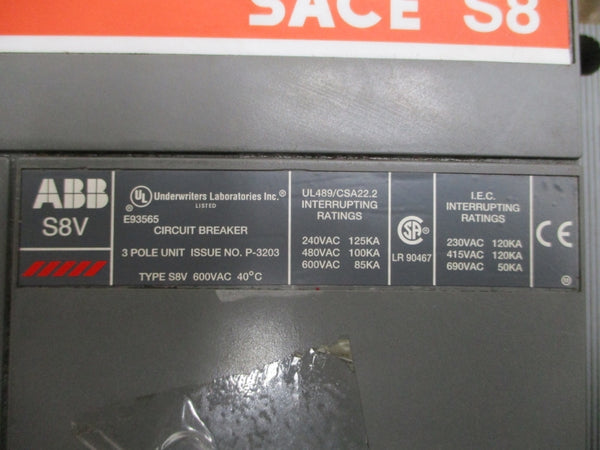 SACE S8
ABB
S8V
UL Underwriters Laboratories Inc.®
LISTED
E93565
CIRCUIT BREAKER
3 POLE UNIT ISSUE NO. P-3203
TYPE S8V 600VAC 40°C
UL489/CSA22.2
INTERRUPTING
RATINGS
240VAC 125KA
480VAC 100KA
600VAC 85KA
SA ®
LR 90467
I.E.C.
INTERRUPTING
RATINGS
230VAC 120KA
415VAC 120KA
690VAC 50KA
CE